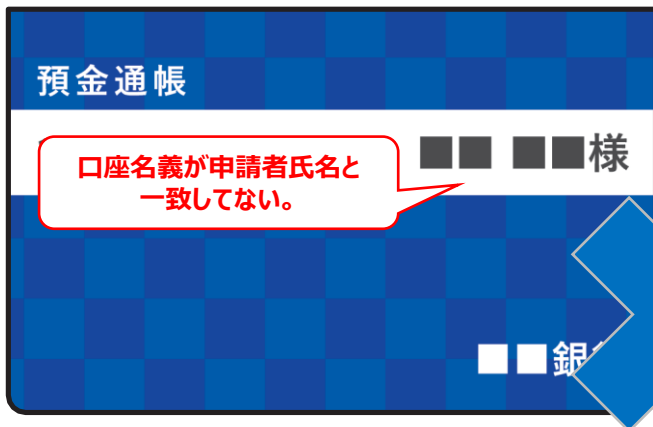 預金通帳
■■ ■■様
口座名義が申請者氏名と
一致してない。
■■銀